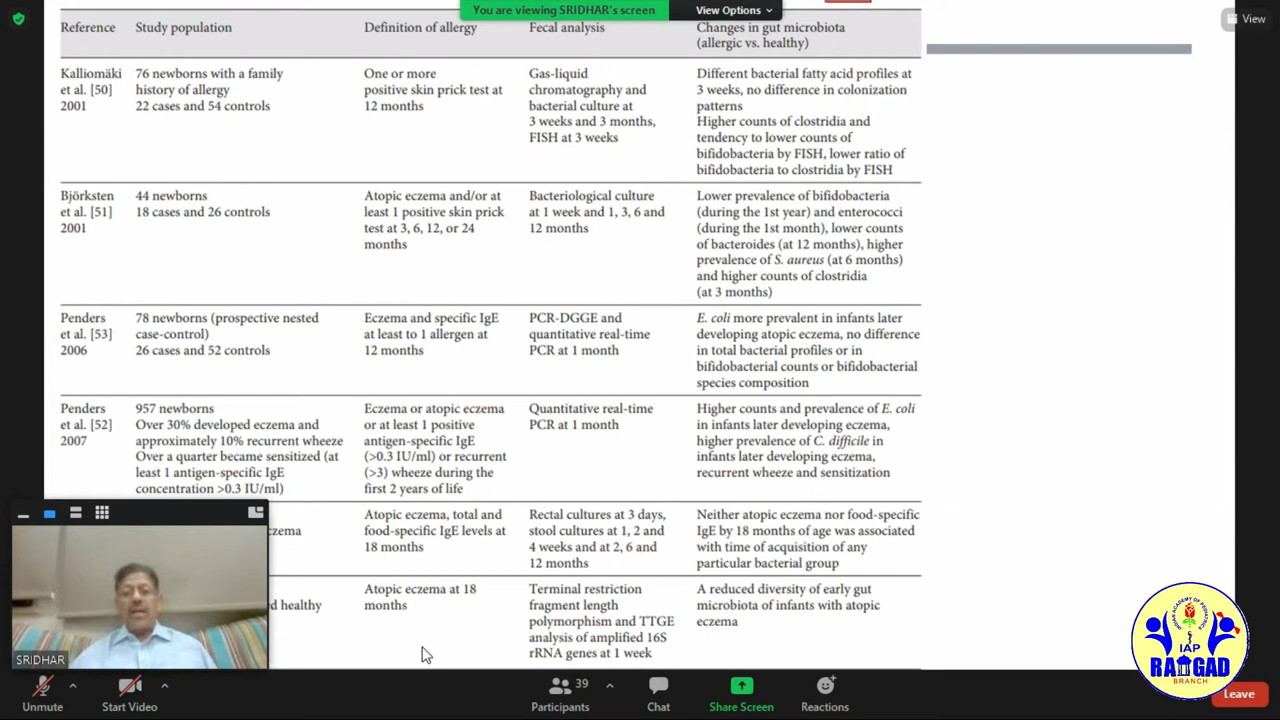 You are viewing SRIDHAR's screen
View Options
View
Reference
Study population
Definition of allergy
Fecal analysis
Changes in gut microbiota
(allergic vs. healthy)
Kalliomäki
et al. [50]
2001
76 newborns with a family
history of allergy
22 cases and 54 controls
One or more
positive skin prick test at
12 months
Gas-liquid
chromatography and
bacterial culture at
3 weeks and 3 months,
FISH at 3 weeks
Different bacterial fatty acid profiles at
3 weeks, no difference in colonization
patterns
Higher counts of clostridia and
tendency to lower counts of
bifidobacteria by FISH, lower ratio of
bifidobacteria to clostridia by FISH
Björksten
et al. [51]
2001
44 newborns
18 cases and 26 controls
Atopic eczema and/or at
least 1 positive skin prick
test at 3, 6, 12, or 24
months
Bacteriological culture
at 1 week and 1, 3, 6 and
12 months
Lower prevalence of bifidobacteria
(during the 1st year) and enterococci
(during the 1st month), lower counts
of bacteroides (at 12 months), higher
prevalence of S. aureus (at 6 months)
and higher counts of clostridia
(at 3 months)
Penders
et al. [53]
2006
78 newborns (prospective nested
case-control)
26 cases and 52 controls
Eczema and specific IgE
at least to 1 allergen at
12 months
PCR-DGGE and
quantitative real-time
PCR at 1 month
E. coli more prevalent in infants later
developing atopic eczema, no difference
in total bacterial profiles or in
bifidobacterial counts or bifidobacterial
species composition
Penders
et al. [52]
2007
957 newborns
Over 30% developed eczema and
approximately 10% recurrent wheeze
Over a quarter became sensitized (at
least 1 antigen-specific IgE
concentration >0.3 IU/ml)
Eczema or atopic eczema
or at least 1 positive
antigen-specific IgE
(>0.3 IU/ml) or recurrent
(>3) wheeze during the
first 2 years of life
Quantitative real-time
PCR at 1 month
Higher counts and prevalence of E. coli
in infants later developing eczema,
higher prevalence of C. difficile in
infants later developing eczema,
recurrent wheeze and sensitization
Atopic eczema, total and
food-specific IgE levels at
18 months
Rectal cultures at 3 days,
stool cultures at 1, 2 and
4 weeks and at 2, 6 and
12 months
Neither atopic eczema nor food-specific
IgE by 18 months of age was associated
with time of acquisition of any
particular bacterial group
healthy
Atopic eczema at 18
months
Terminal restriction
fragment length
polymorphism and TTGE
analysis of amplified 16S
rRNA genes at 1 week
A reduced diversity of early gut
microbiota of infants with atopic
eczema
SRIDHAR
INDIAN ACADEMY OF PEDIATRICS
IAP
RAIGAD
BRANCH
Unmute
Start Video
39
Participants
Chat
Share Screen
Reactions
Leave